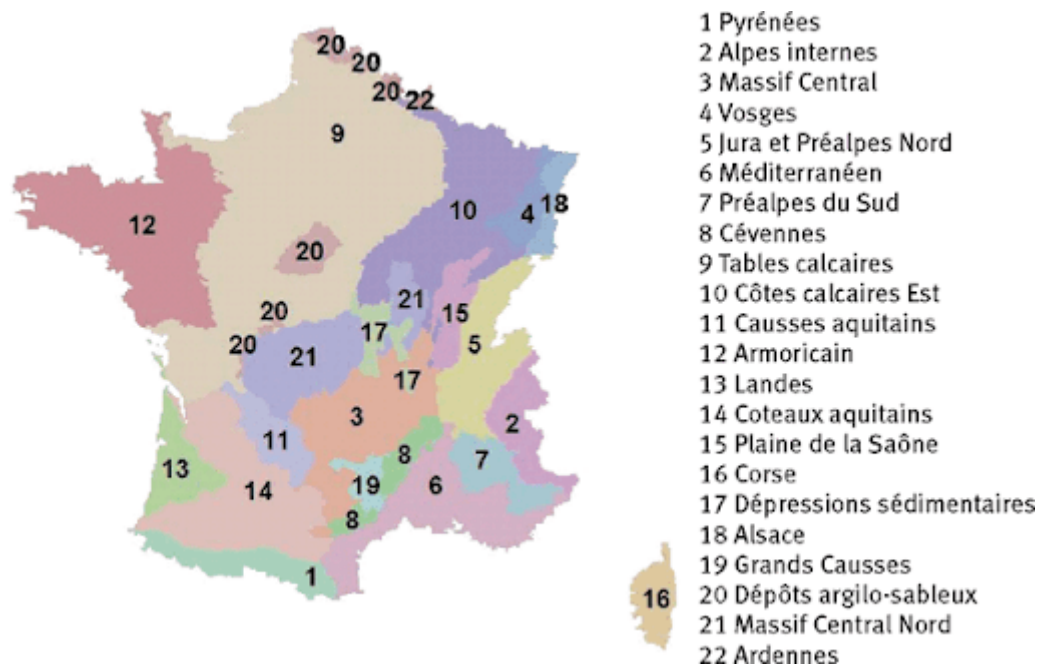 1 Pyrénées
2 Alpes internes
3 Massif Central
4 Vosges
5 Jura et Préalpes Nord
6 Méditerranéen
7 Préalpes du Sud
8 Cévennes
9 Tables calcaires
10 Côtes calcaires Est
11 Causses aquitains
12 Armoricain
13 Landes
14 Coteaux aquitains
15 Plaine de la Saône
16 Corse
17 Dépressions sédimentaires
18 Alsace
19 Grands Causses
20 Dépôts argilo-sableux
21 Massif Central Nord
22 Ardennes
20
20
20
22
9
18
4
10
12
20
21
15
20
17
20
5
21
17
3
2
11
8
7
13
19
6
14
8
1
16